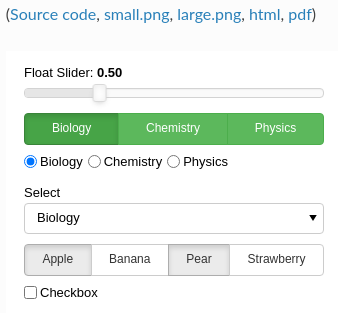 (Source code, small.png, large.png, html, pdf)
Float Slider: 0.50
Biology Chemistry Physics
Biology Chemistry Physics
Select
Biology
Apple Banana Pear Strawberry
Checkbox